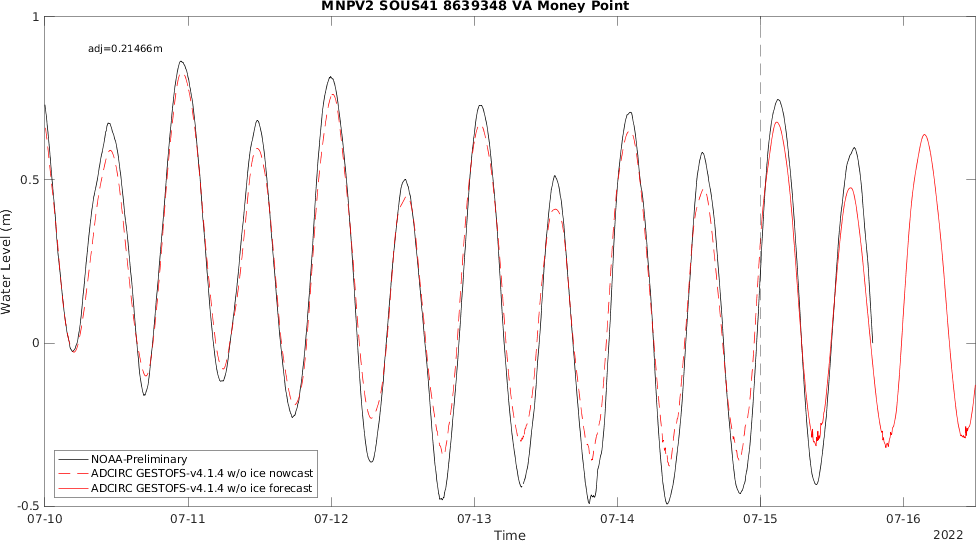 MNPV2 SOUS41 8639348 VA Money Point
adj=0.21466m
Water Level (m)
1
0.5
0
-0.5
NOAA-Preliminary
ADCIRC GESTOFS-v4.1.4 w/o ice nowcast
ADCIRC GESTOFS-v4.1.4 w/o ice forecast
07-10 07-11 07-12 07-13 07-14 07-15 07-16
Time
2022